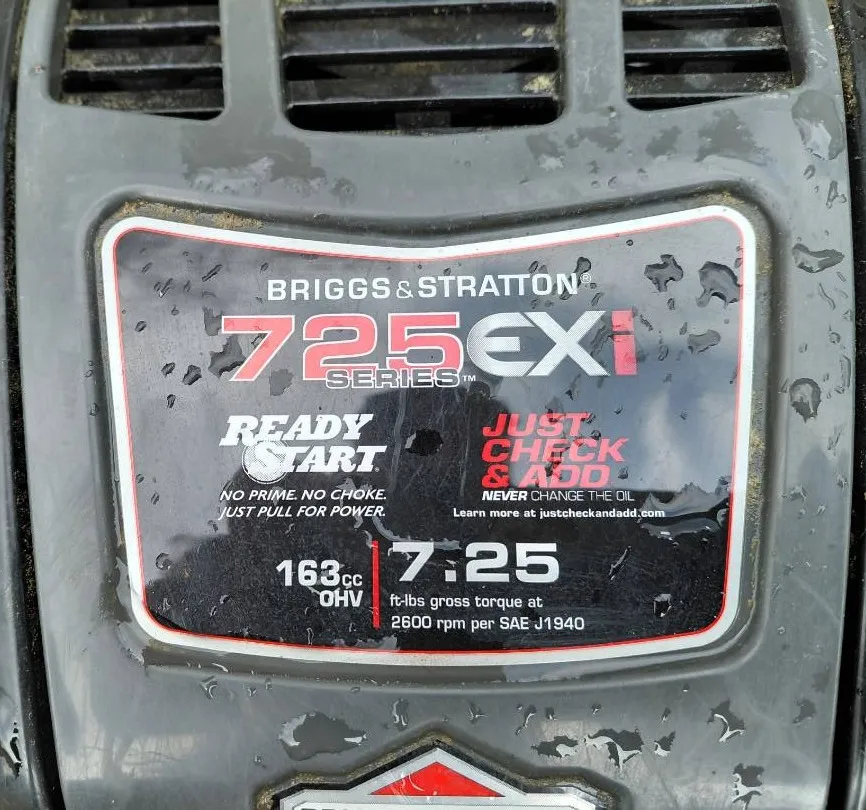 BRIGGS & STRATTON®
725EXi
SERIES™
READY
START®
NO PRIME. NO CHOKE.
JUST PULL FOR POWER.
JUST
CHECK
& ADD
NEVER CHANGE THE OIL
Learn more at justcheckandadd.com
163cc
OHV
7.25
ft-lbs gross torque at
2600 rpm per SAE J1940